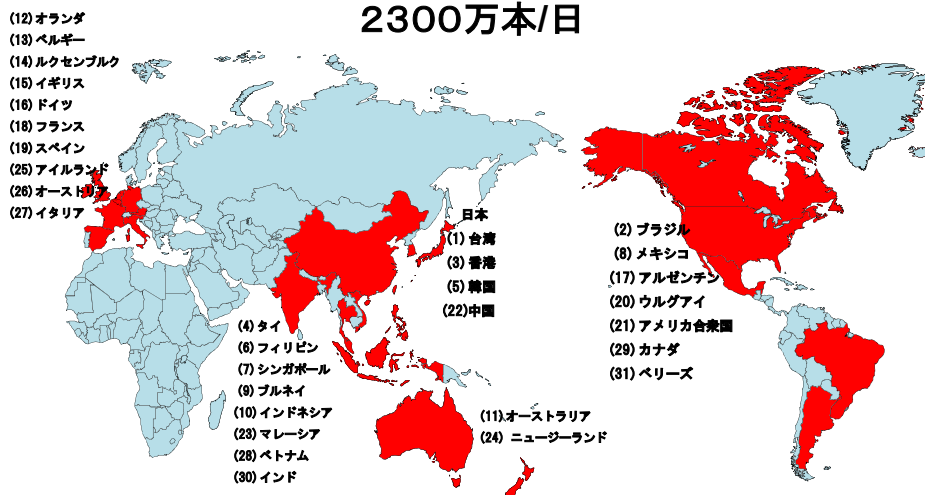 2300万本/日
(12) オランダ
(13) ベルギー
(14) ルクセンブルク
(15) イギリス
(16) ドイツ
(18) フランス
(19) スペイン
(25) アイルランド
(26) オーストリア
(27) イタリア
日本
(1) 台湾
(3) 香港
(5) 韓国
(22)中国
(4) タイ
(6) フィリピン
(7) シンガポール
(9) ブルネイ
(10) インドネシア
(23) マレーシア
(28) ベトナム
(30) インド
(11).オーストラリア
(24) ニュージーランド
(2) ブラジル
(8) メキシコ
(17) アルゼンチン
(20) ウルグアイ
(21) アメリカ合衆国
(29) カナダ
(31) ベリーズ